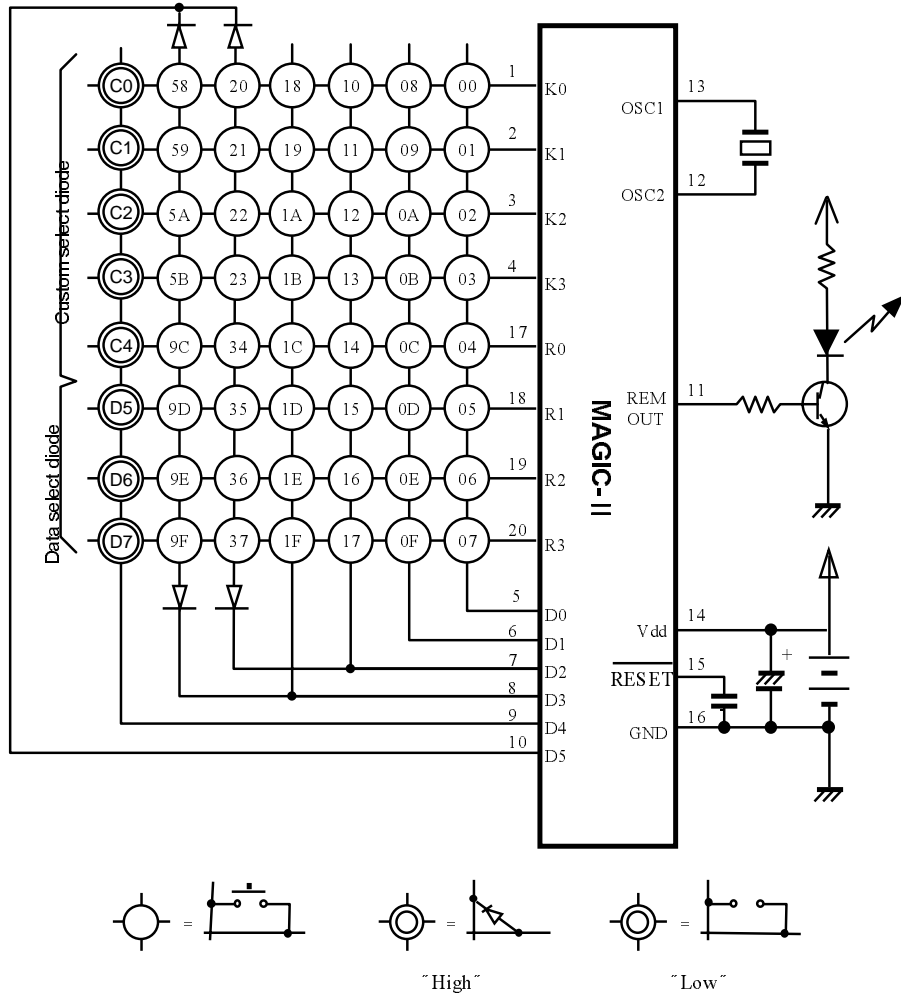 C0 58 20 18 10 08 00 1 K0
C1 59 21 19 11 09 01 2 K1
C2 5A 22 1A 12 0A 02 3 K2
C3 5B 23 1B 13 0B 03 4 K3
C4 9C 34 1C 14 0C 04 17 R0
D5 9D 35 1D 15 0D 05 18 R1
D6 9E 36 1E 16 0E 06 19 R2
D7 9F 37 1F 17 0F 07 20 R3
Custom select diode
Data select diode
5 D0
6 D1
7 D2
8 D3
9 D4
10 D5
MAGIC- II
OSC1 13
OSC2 12
REM 11
OUT
Vdd 14
+
RESET 15
GND 16
=
=
=
˝High˝
˝Low˝